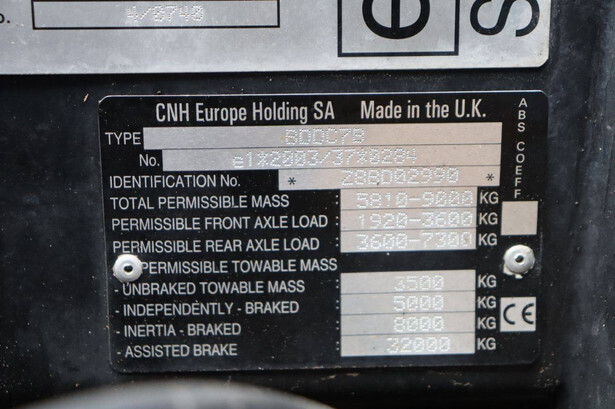 4/0740
e
S
CNH Europe Holding SA Made in the U.K.
TYPE BDDC7B
No. e1*2003/37*0284
IDENTIFICATION No. * Z8BD02990 *
TOTAL PERMISSIBLE MASS 5810-9000 KG
PERMISSIBLE FRONT AXLE LOAD 1920-3600 KG
PERMISSIBLE REAR AXLE LOAD 3600-7300 KG
PERMISSIBLE TOWABLE MASS
- UNBRAKED TOWABLE MASS 3500 KG
- INDEPENDENTLY - BRAKED 5000 KG
- INERTIA - BRAKED 8000 KG
- ASSISTED BRAKE 32000 KG
ABS COEFF
CE